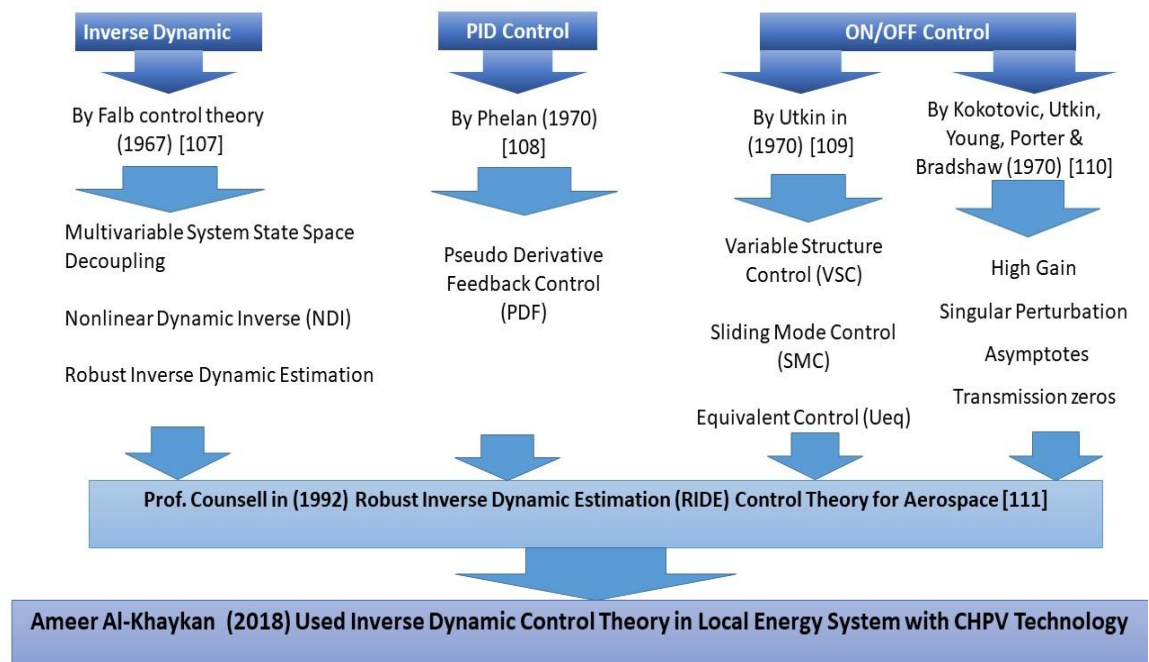 Inverse Dynamic
PID Control
ON/OFF Control
By Falb control theory
(1967) [107]
By Phelan (1970)
[108]
By Utkin in
(1970) [109]
By Kokotovic, Utkin,
Young, Porter &
Bradshaw (1970) [110]
Multivariable System State Space
Decoupling
Nonlinear Dynamic Inverse (NDI)
Robust Inverse Dynamic Estimation
Pseudo Derivative
Feedback Control
(PDF)
Variable Structure
Control (VSC)
Sliding Mode Control
(SMC)
Equivalent Control (Ueq)
High Gain
Singular Perturbation
Asymptotes
Transmission zeros
Prof. Counsell in (1992) Robust Inverse Dynamic Estimation (RIDE) Control Theory for Aerospace [111]
Ameer Al-Khaykan (2018) Used Inverse Dynamic Control Theory in Local Energy System with CHPV Technology